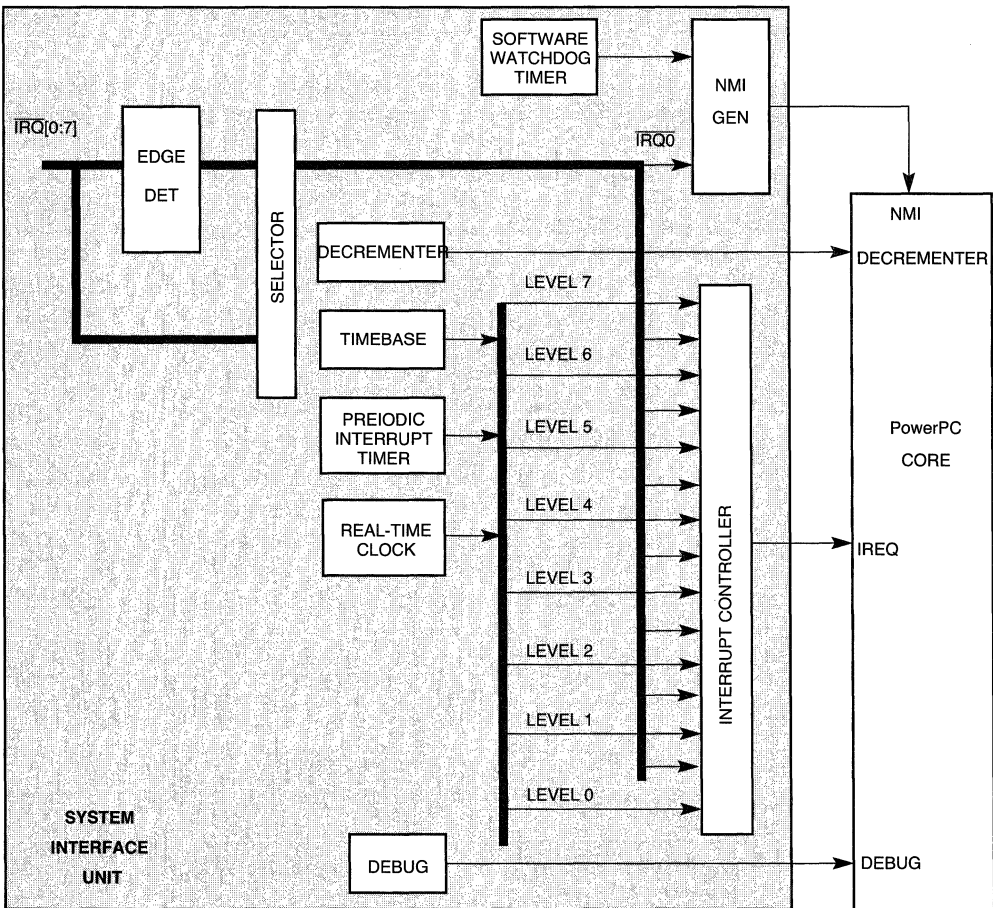 SOFTWARE
WATCHDOG
TIMER
NMI
GEN
IRQ[0:7]
EDGE
DET
SELECTOR
IRQ0
NMI
DECREMENTER
DECREMENTER
LEVEL 7
TIMEBASE
LEVEL 6
PREIODIC
INTERRUPT
TIMER
LEVEL 5
PowerPC
CORE
REAL-TIME
CLOCK
LEVEL 4
INTERRUPT CONTROLLER
IREQ
LEVEL 3
LEVEL 2
LEVEL 1
LEVEL 0
SYSTEM
INTERFACE
UNIT
DEBUG
DEBUG